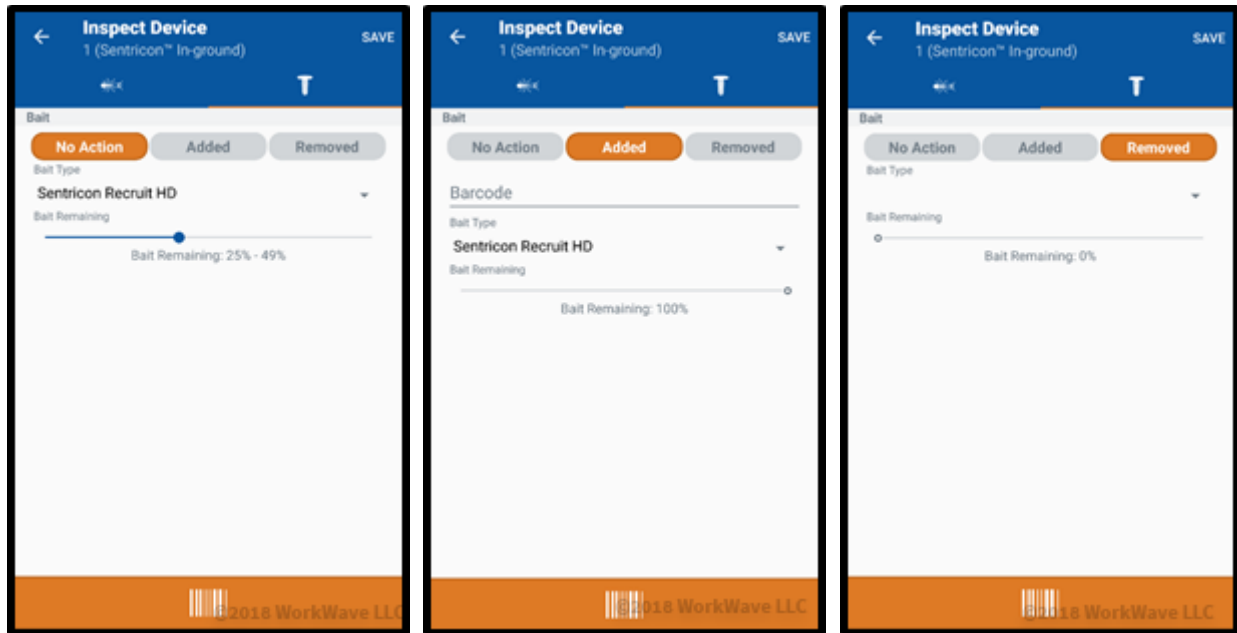 Inspect Device
1 (Sentricon™ In-ground)
SAVE
Bait
No Action Added Removed
Bait Type
Sentricon Recruit HD
Bait Remaining
Bait Remaining: 25% - 49%
©2018 WorkWave LLC
Inspect Device
1 (Sentricon™ In-ground)
SAVE
Bait
No Action Added Removed
Barcode
Bait Type
Sentricon Recruit HD
Bait Remaining
Bait Remaining: 100%
©2018 WorkWave LLC
Inspect Device
1 (Sentricon™ In-ground)
SAVE
Bait
No Action Added Removed
Bait Type
Bait Remaining
Bait Remaining: 0%
©2018 WorkWave LLC